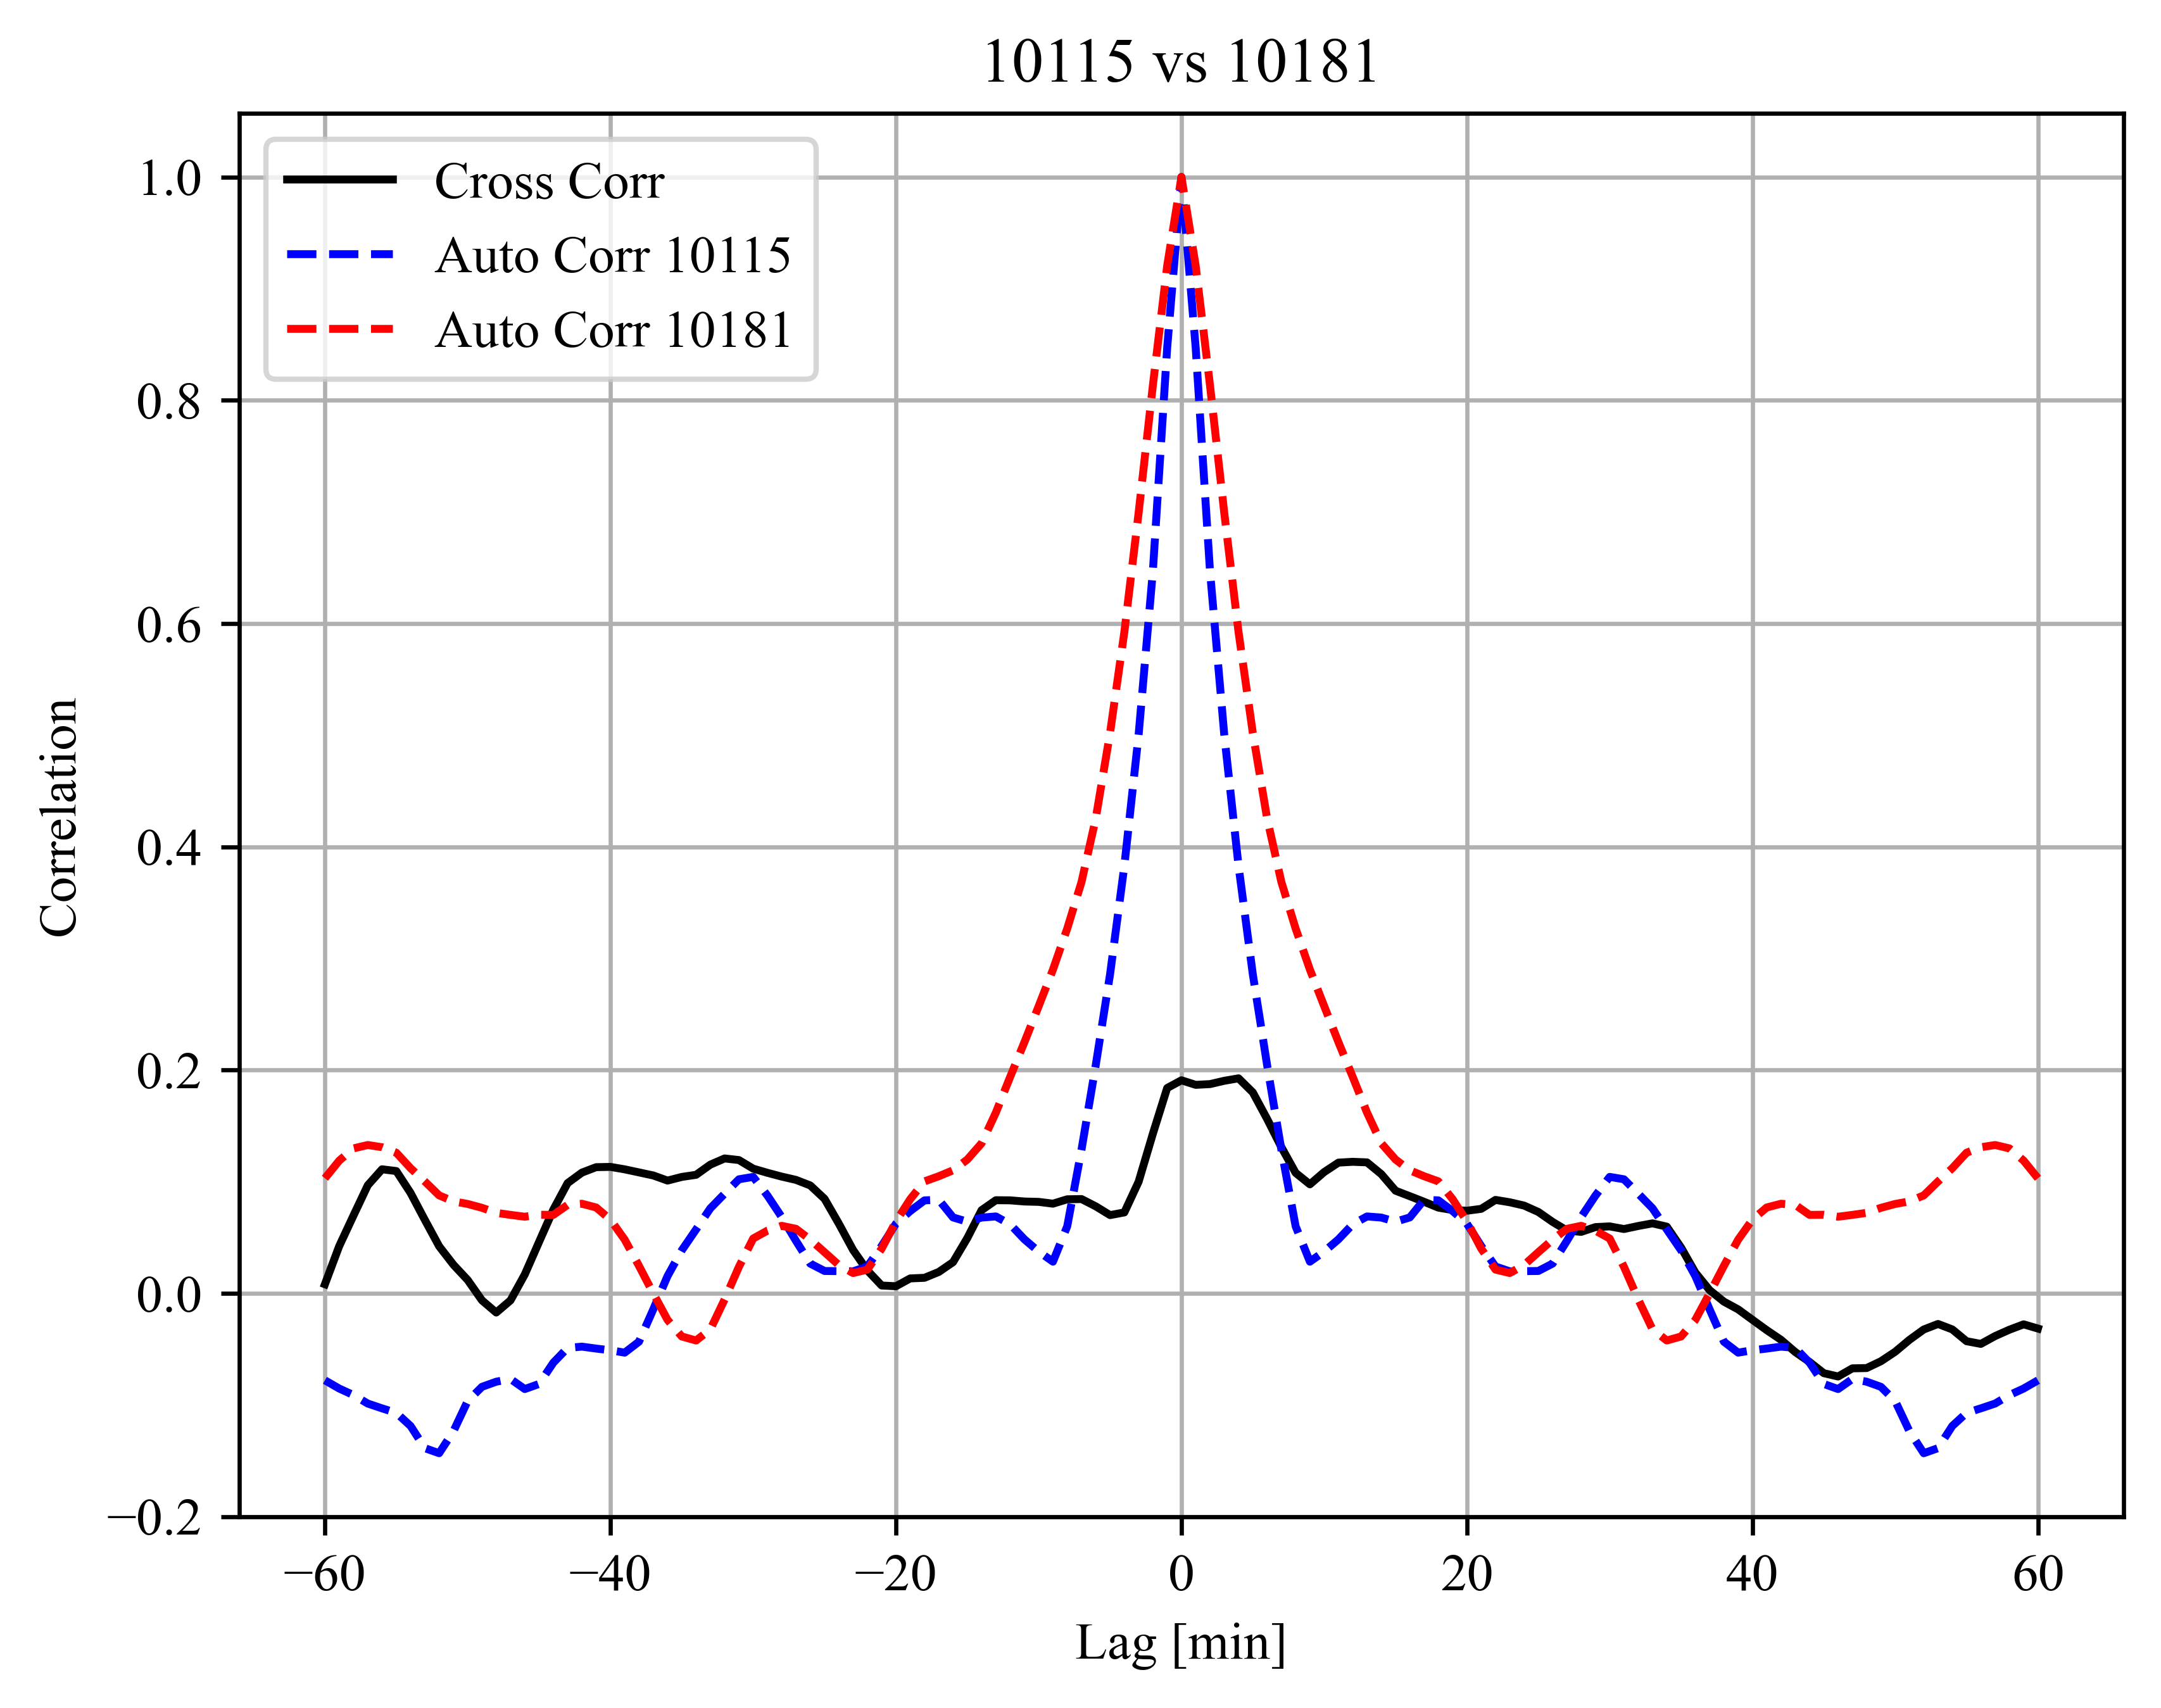 10115 vs 10181
Cross Corr
Auto Corr 10115
Auto Corr 10181
1.0
0.8
0.6
0.4
0.2
0.0
−0.2
Correlation
−60 −40 −20 0 20 40 60
Lag [min]